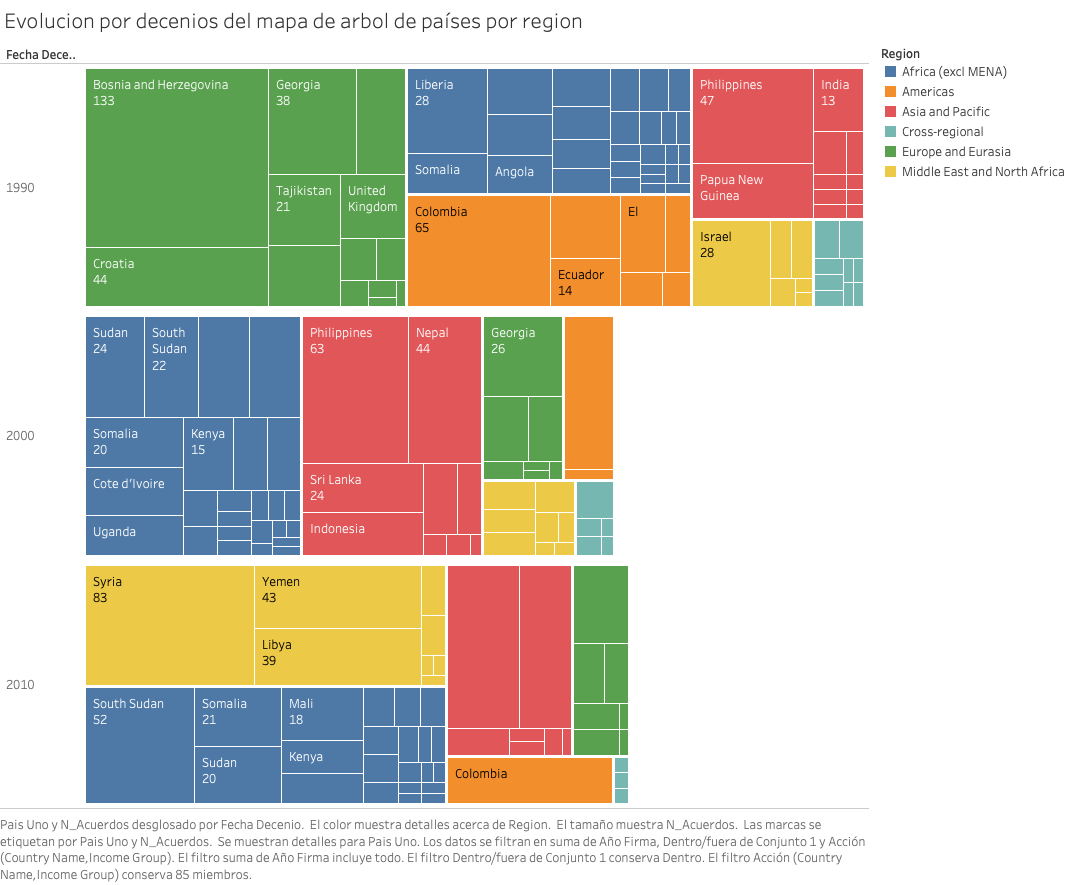 Evolucion por decenios del mapa de arbol de países por region
Fecha Dece..
Region
Africa (excl MENA)
Americas
Asia and Pacific
Cross-regional
Europe and Eurasia
Middle East and North Africa
1990
Bosnia and Herzegovina
133
Croatia
44
Georgia
38
Tajikistan
21
United
Kingdom
Liberia
28
Somalia
Angola
Colombia
65
Ecuador
14
El
Philippines
47
India
13
Papua New
Guinea
Israel
28
2000
Sudan
24
South
Sudan
22
Somalia
20
Kenya
15
Cote d'Ivoire
Uganda
Philippines
63
Nepal
44
Sri Lanka
24
Indonesia
Georgia
26
2010
Syria
83
Yemen
43
Libya
39
South Sudan
52
Somalia
21
Sudan
20
Mali
18
Kenya
Colombia
Pais Uno y N_Acuerdos desglosado por Fecha Decenio.  El color muestra detalles acerca de Region.  El tamaño muestra N_Acuerdos.  Las marcas se
etiquetan por Pais Uno y N_Acuerdos.  Se muestran detalles para Pais Uno. Los datos se filtran en suma de Año Firma, Dentro/fuera de Conjunto 1 y Acción
(Country Name,Income Group). El filtro suma de Año Firma incluye todo. El filtro Dentro/fuera de Conjunto 1 conserva Dentro. El filtro Acción (Country
Name,Income Group) conserva 85 miembros.